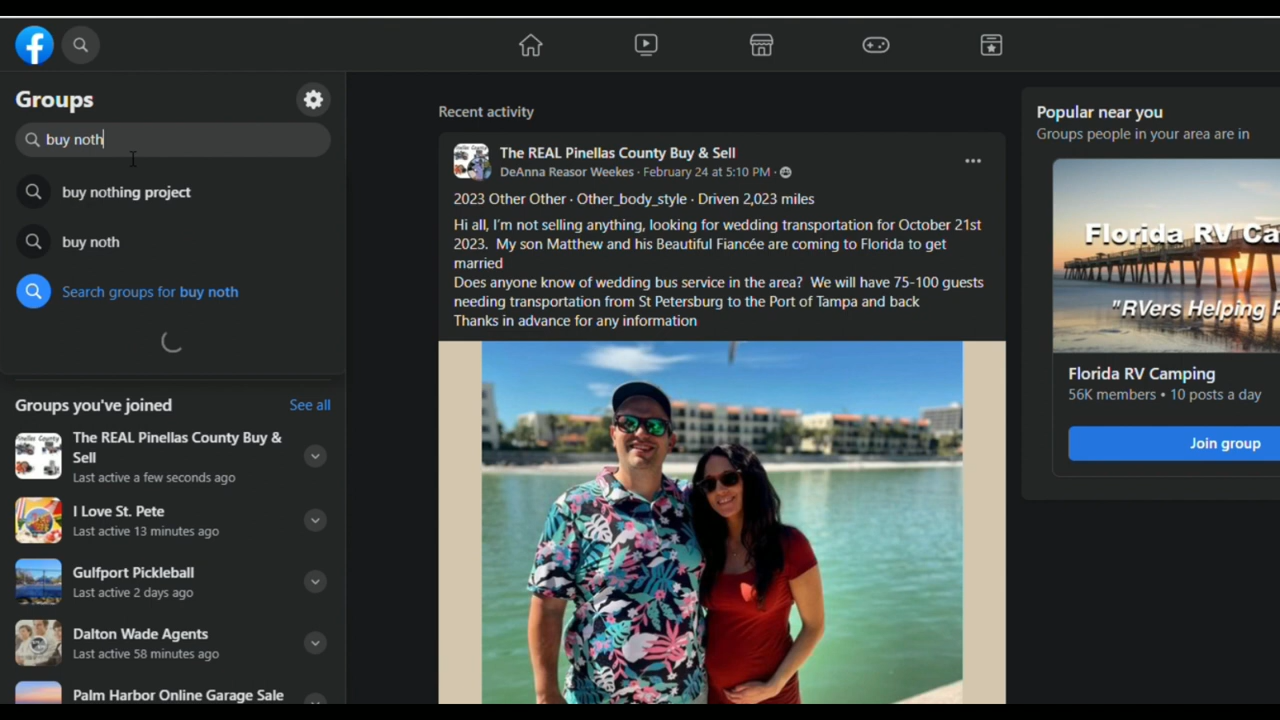 Groups
buy noth
buy nothing project
buy noth
Search groups for buy noth
Groups you've joined
See all
The REAL Pinellas County Buy &
Sell
Last active a few seconds ago
I Love St. Pete
Last active 13 minutes ago
Gulfport Pickleball
Last active 2 days ago
Dalton Wade Agents
Last active 58 minutes ago
Palm Harbor Online Garage Sale
Recent activity
The REAL Pinellas County Buy & Sell
DeAnna Reasor Weekes · February 24 at 5:10 PM ·
2023 Other Other · Other_body_style · Driven 2,023 miles
Hi all, I'm not selling anything, looking for wedding transportation for October 21st
2023. My son Matthew and his Beautiful Fiancée are coming to Florida to get
married
Does anyone know of wedding bus service in the area? We will have 75-100 guests
needing transportation from St Petersburg to the Port of Tampa and back
Thanks in advance for any information
Popular near you
Groups people in your area are in
Florida RV Ca
"RVers Helping
Florida RV Camping
56K members • 10 posts a day
Join group